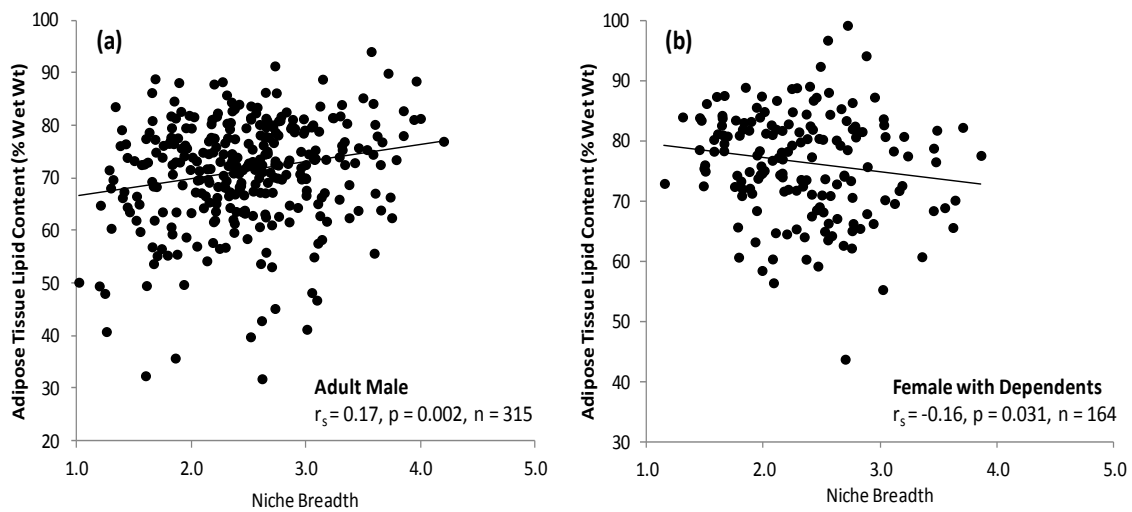 (a)
Adipose Tissue Lipid Content (% Wet Wt)
100
90
80
70
60
50
40
30
20
1.0 2.0 3.0 4.0 5.0
Niche Breadth
Adult Male
rs = 0.17, p = 0.002, n = 315
(b)
Adipose Tissue Lipid Content (% Wet Wt)
100
90
80
70
60
50
40
30
1.0 2.0 3.0 4.0 5.0
Niche Breadth
Female with Dependents
rs = -0.16, p = 0.031, n = 164